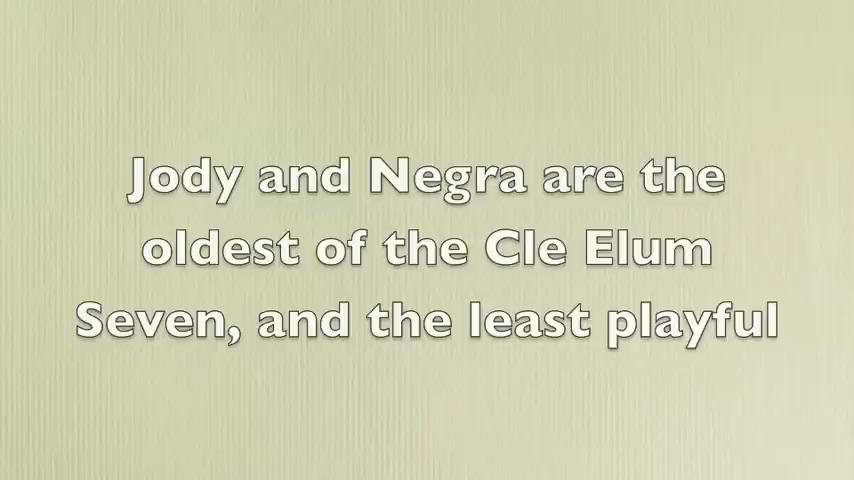 Jody and Negra are the
oldest of the Cle Elum
Seven, and the least playful